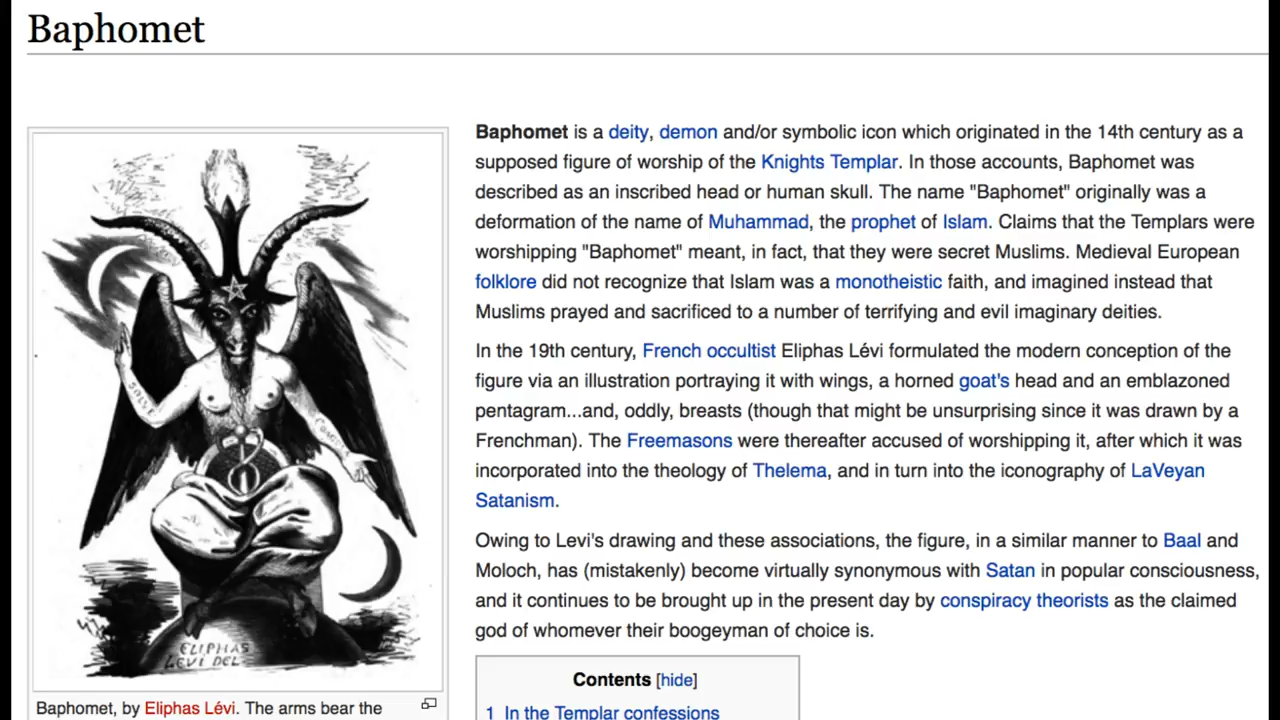 Baphomet
Baphomet is a deity, demon and/or symbolic icon which originated in the 14th century as a
supposed figure of worship of the Knights Templar. In those accounts, Baphomet was
described as an inscribed head or human skull. The name "Baphomet" originally was a
deformation of the name of Muhammad, the prophet of Islam. Claims that the Templars were
worshipping "Baphomet" meant, in fact, that they were secret Muslims. Medieval European
folklore did not recognize that Islam was a monotheistic faith, and imagined instead that
Muslims prayed and sacrificed to a number of terrifying and evil imaginary deities.
In the 19th century, French occultist Eliphas Lévi formulated the modern conception of the
figure via an illustration portraying it with wings, a horned goat's head and an emblazoned
pentagram...and, oddly, breasts (though that might be unsurprising since it was drawn by a
Frenchman). The Freemasons were thereafter accused of worshipping it, after which it was
incorporated into the theology of Thelema, and in turn into the iconography of LaVeyan
Satanism.
Owing to Levi's drawing and these associations, the figure, in a similar manner to Baal and
Moloch, has (mistakenly) become virtually synonymous with Satan in popular consciousness,
and it continues to be brought up in the present day by conspiracy theorists as the claimed
god of whomever their boogeyman of choice is.
Contents [hide]
1 In the Templar confessions
SOLVE
ELIPHAS
LEVI DEL
Baphomet, by Eliphas Lévi. The arms bear the